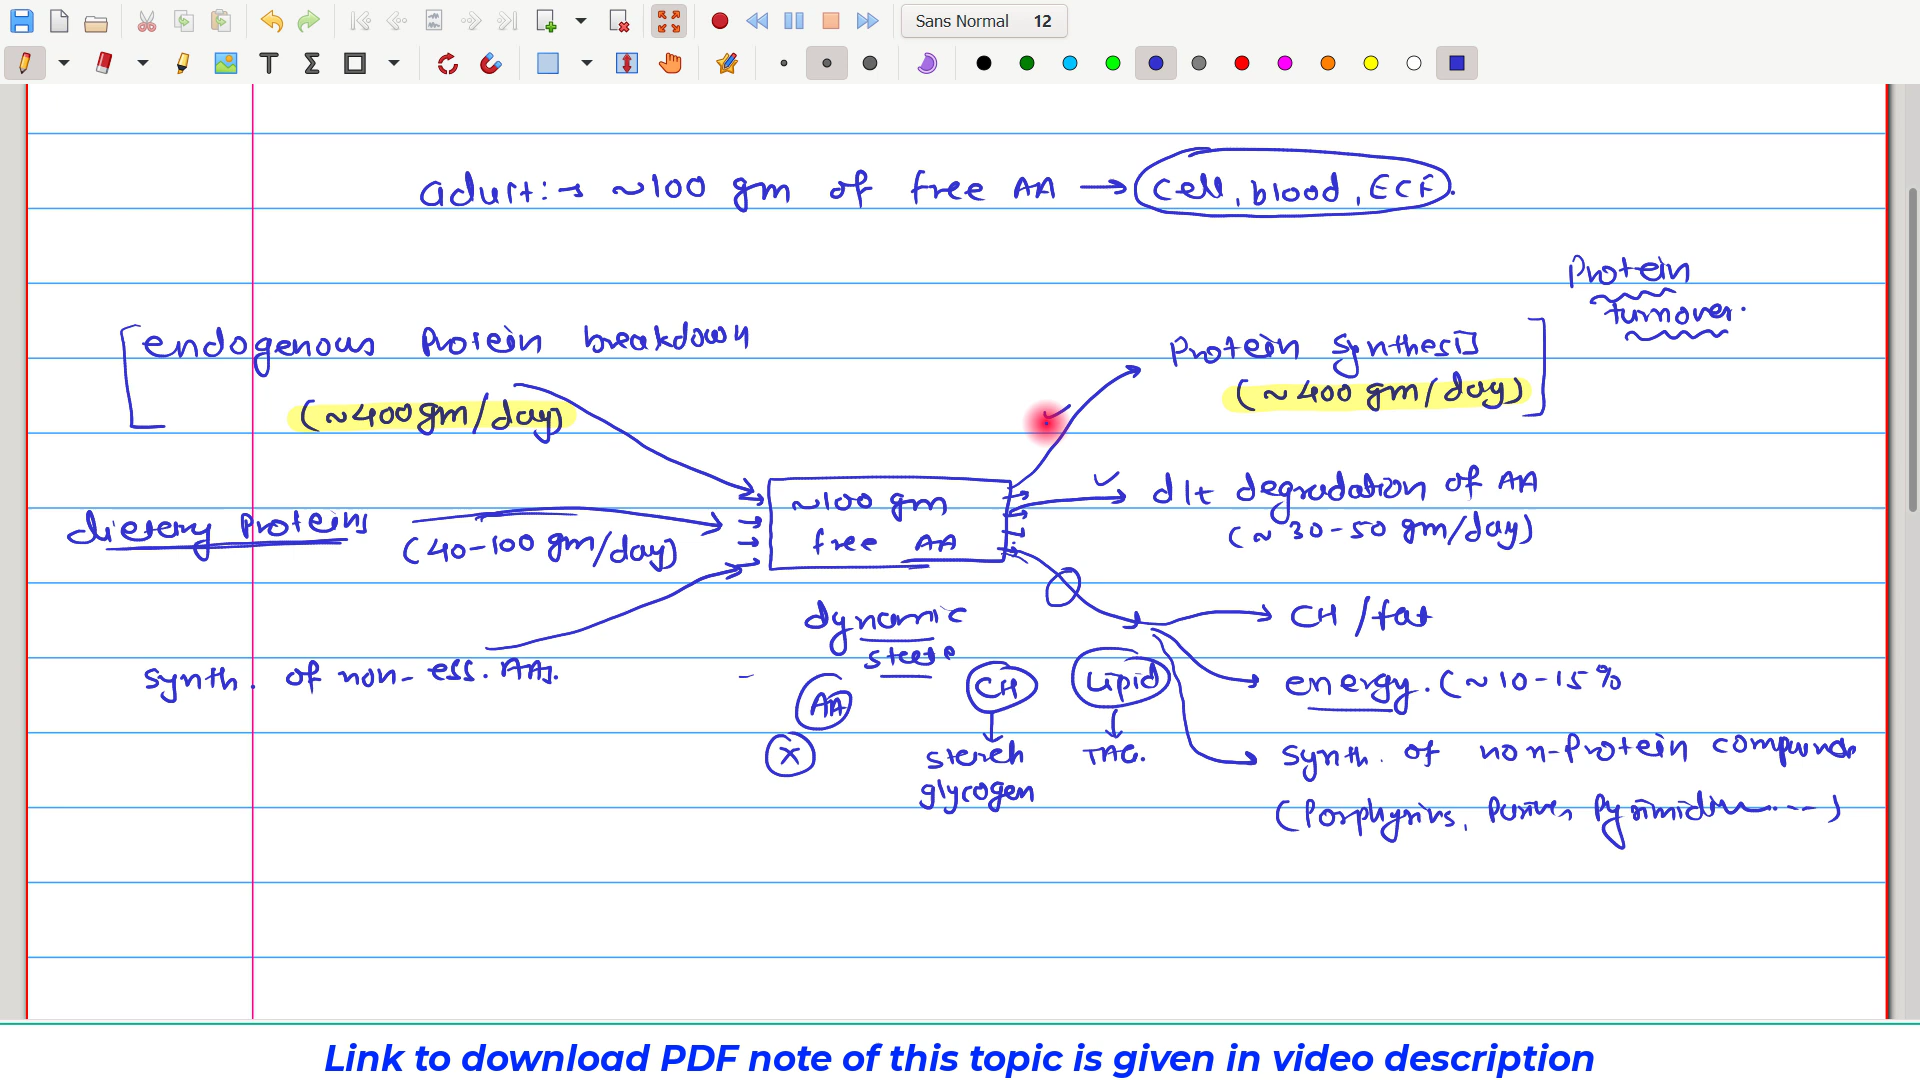 Sans Normal 12
adult:→ ~100 gm of free AA → cell, blood, ECF.
Protein
turnover.
endogenous Protein breakdown
(~400gm/day)
Protein synthesis
(~400 gm/day)
~100 gm
free AA
dietary Proteins
(40-100 gm/day)
d/t degradation of AA
(~30-50 gm/day)
dynamic
state
CH / fat
synth. of non-ess. AAs.
AA
CH
Lipid
energy. (~10-15%
X
starch
glycogen
TAG.
synth. of non-Protein compounds
(Porphyrins, Purines, Pyrimidine....)
Link to download PDF note of this topic is given in video description